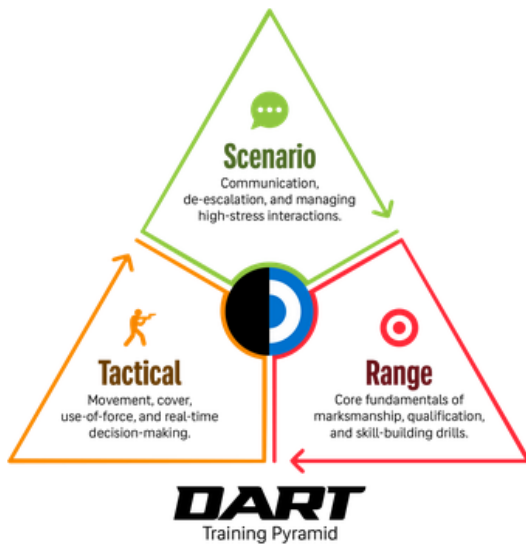 Scenario
Communication,
de-escalation, and managing
high-stress interactions.
Tactical
Movement, cover,
use-of-force, and real-time
decision-making.
Range
Core fundamentals of
marksmanship, qualification,
and skill-building drills.
DART
Training Pyramid